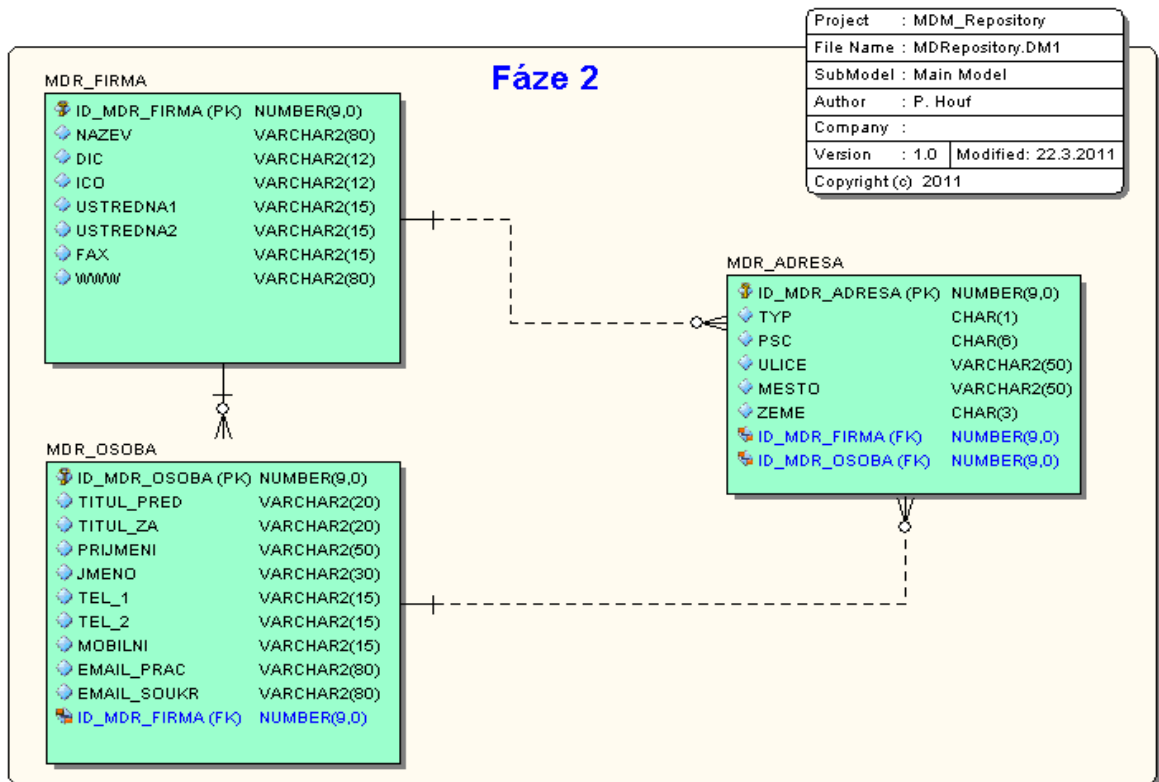 Project : MDM_Repository
File Name : MDRepository.DM1
SubModel : Main Model
Author : P. Houf
Company :
Version : 1.0 Modified: 22.3.2011
Copyright (c) 2011
Fáze 2
MDR_FIRMA
ID_MDR_FIRMA (PK) NUMBER(9,0)
NAZEV VARCHAR2(80)
DIC VARCHAR2(12)
ICO VARCHAR2(12)
USTREDNA1 VARCHAR2(15)
USTREDNA2 VARCHAR2(15)
FAX VARCHAR2(15)
WWW VARCHAR2(80)
MDR_ADRESA
ID_MDR_ADRESA (PK) NUMBER(9,0)
TYP CHAR(1)
PSC CHAR(6)
ULICE VARCHAR2(50)
MESTO VARCHAR2(50)
ZEME CHAR(3)
ID_MDR_FIRMA (FK) NUMBER(9,0)
ID_MDR_OSOBA (FK) NUMBER(9,0)
MDR_OSOBA
ID_MDR_OSOBA (PK) NUMBER(9,0)
TITUL_PRED VARCHAR2(20)
TITUL_ZA VARCHAR2(20)
PRIJMENI VARCHAR2(50)
JMENO VARCHAR2(30)
TEL_1 VARCHAR2(15)
TEL_2 VARCHAR2(15)
MOBILNI VARCHAR2(15)
EMAIL_PRAC VARCHAR2(80)
EMAIL_SOUKR VARCHAR2(80)
ID_MDR_FIRMA (FK) NUMBER(9,0)